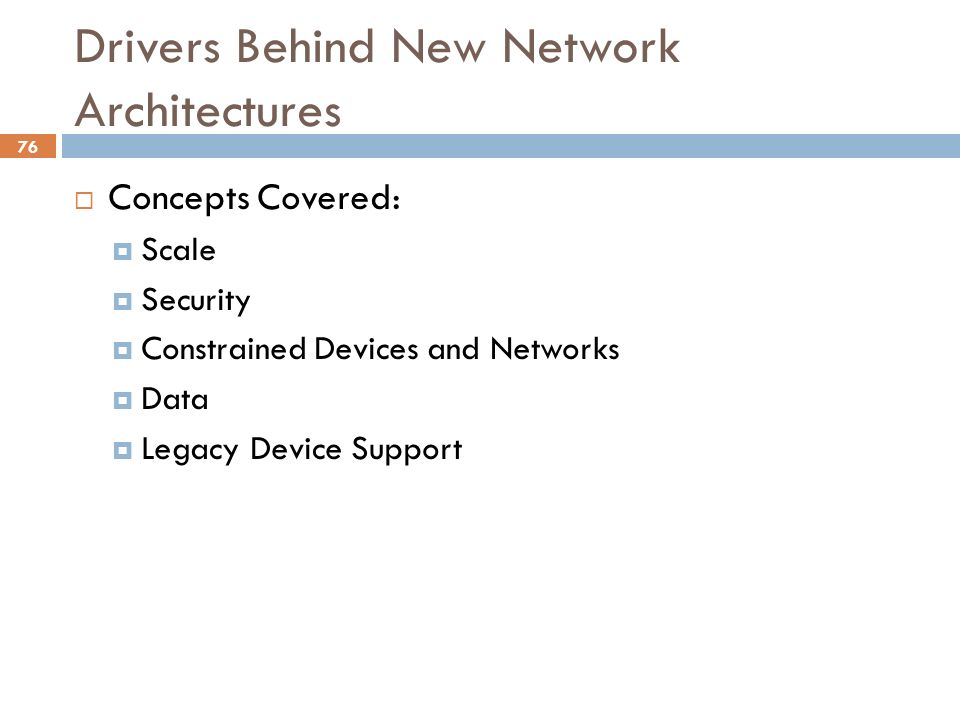 Drivers Behind New Network
Architectures
76
Concepts Covered:
Scale
Security
Constrained Devices and Networks
Data
Legacy Device Support